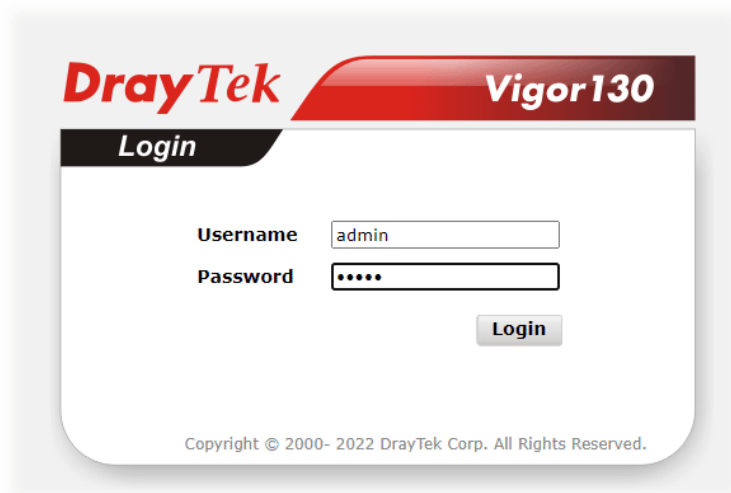 DrayTek Vigor130
Login
Username admin
Password •••••
Login
Copyright © 2000- 2022 DrayTek Corp. All Rights Reserved.